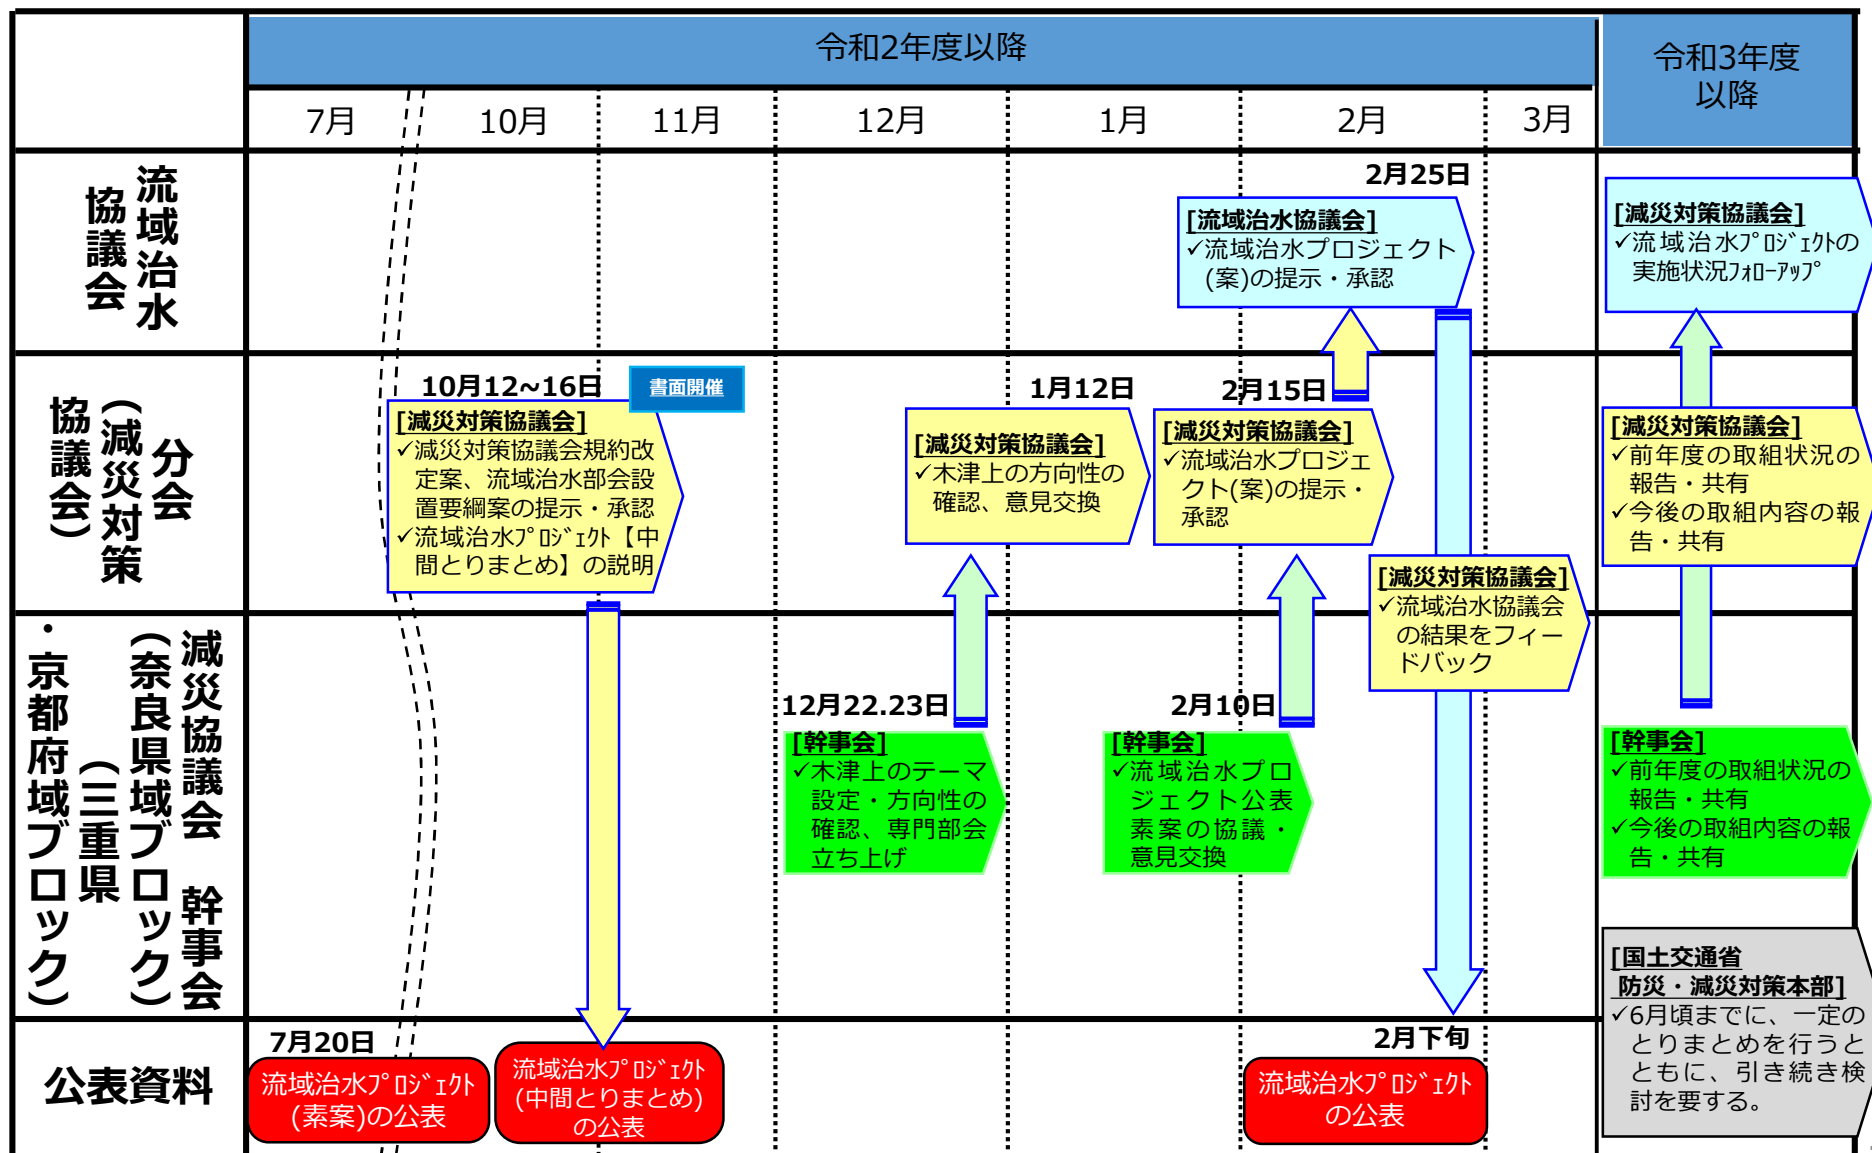 令和2年度以降
令和3年度
以降
7月
10月
11月
12月
1月
2月
3月
流域治水
協議会
2月25日
[流域治水協議会]
✓流域治水プロジェクト
(案)の提示・承認
[減災対策協議会]
✓流域治水ﾌﾟﾛｼﾞｪｸﾄの
実施状況ﾌｫﾛｰｱｯﾌﾟ
分会
(減災対策
協議会)
10月12~16日
書面開催
[減災対策協議会]
✓減災対策協議会規約改
定案、流域治水部会設
置要綱案の提示・承認
✓流域治水ﾌﾟﾛｼﾞｪｸﾄ【中
間とりまとめ】の説明
1月12日
[減災対策協議会]
✓木津上の方向性の
確認、意見交換
2月15日
[減災対策協議会]
✓流域治水プロジェ
クト(案)の提示・
承認
[減災対策協議会]
✓流域治水協議会
の結果をフィー
ドバック
[減災対策協議会]
✓前年度の取組状況の
報告・共有
✓今後の取組内容の報
告・共有
減災協議会 幹事会
(奈良県域ブロック)
(三重県
・京都府域ブロック)
12月22.23日
[幹事会]
✓木津上のテーマ
設定・方向性の
確認、専門部会
立ち上げ
2月10日
[幹事会]
✓流域治水プロ
ジェクト公表
素案の協議・
意見交換
[幹事会]
✓前年度の取組状況の
報告・共有
✓今後の取組内容の報
告・共有
[国土交通省
防災・減災対策本部]
✓6月頃までに、一定の
とりまとめを行うと
ともに、引き続き検
討を要する。
公表資料
7月20日
流域治水ﾌﾟﾛｼﾞｪｸﾄ
(素案)の公表
流域治水ﾌﾟﾛｼﾞｪｸﾄ
(中間とりまとめ)
の公表
2月下旬
流域治水ﾌﾟﾛｼﾞｪｸﾄ
の公表